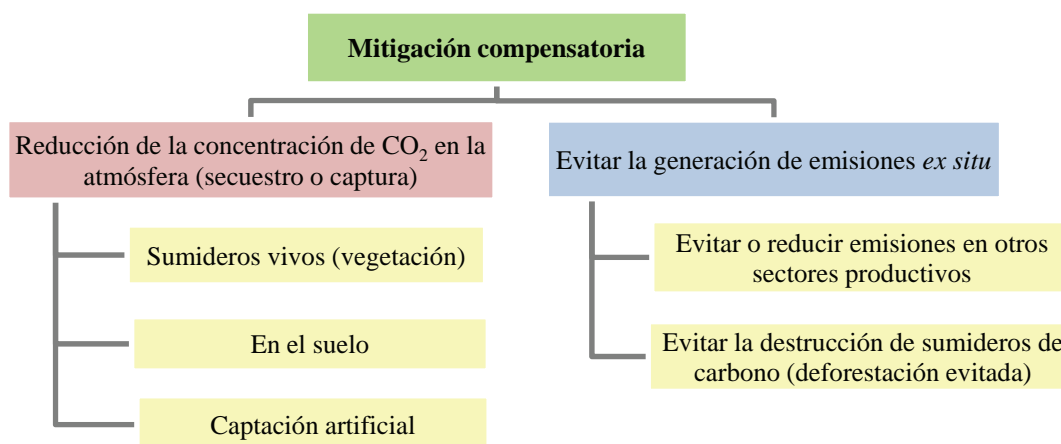 Mitigación compensatoria
Reducción de la concentración de CO₂ en la
atmósfera (secuestro o captura)
Sumideros vivos (vegetación)
En el suelo
Captación artificial
Evitar la generación de emisiones ex situ
Evitar o reducir emisiones en otros
sectores productivos
Evitar la destrucción de sumideros de
carbono (deforestación evitada)